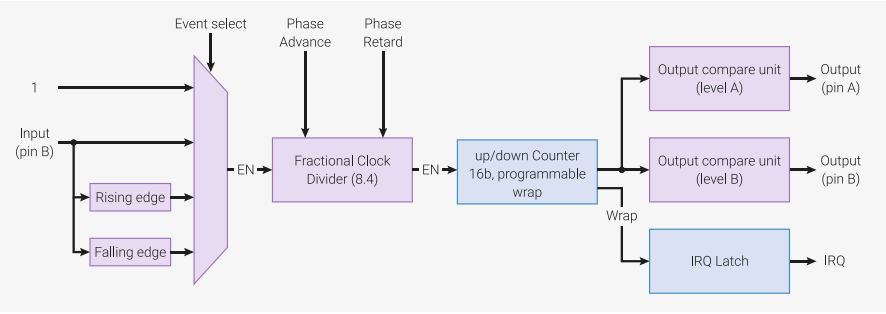 Event select
Phase
Advance
Phase
Retard
1
Input
(pin B)
Rising edge
Falling edge
EN
Fractional Clock
Divider (8.4)
EN
up/down Counter
16b, programmable
wrap
Wrap
Output compare unit
(level A)
Output
(pin A)
Output compare unit
(level B)
Output
(pin B)
IRQ Latch
IRQ